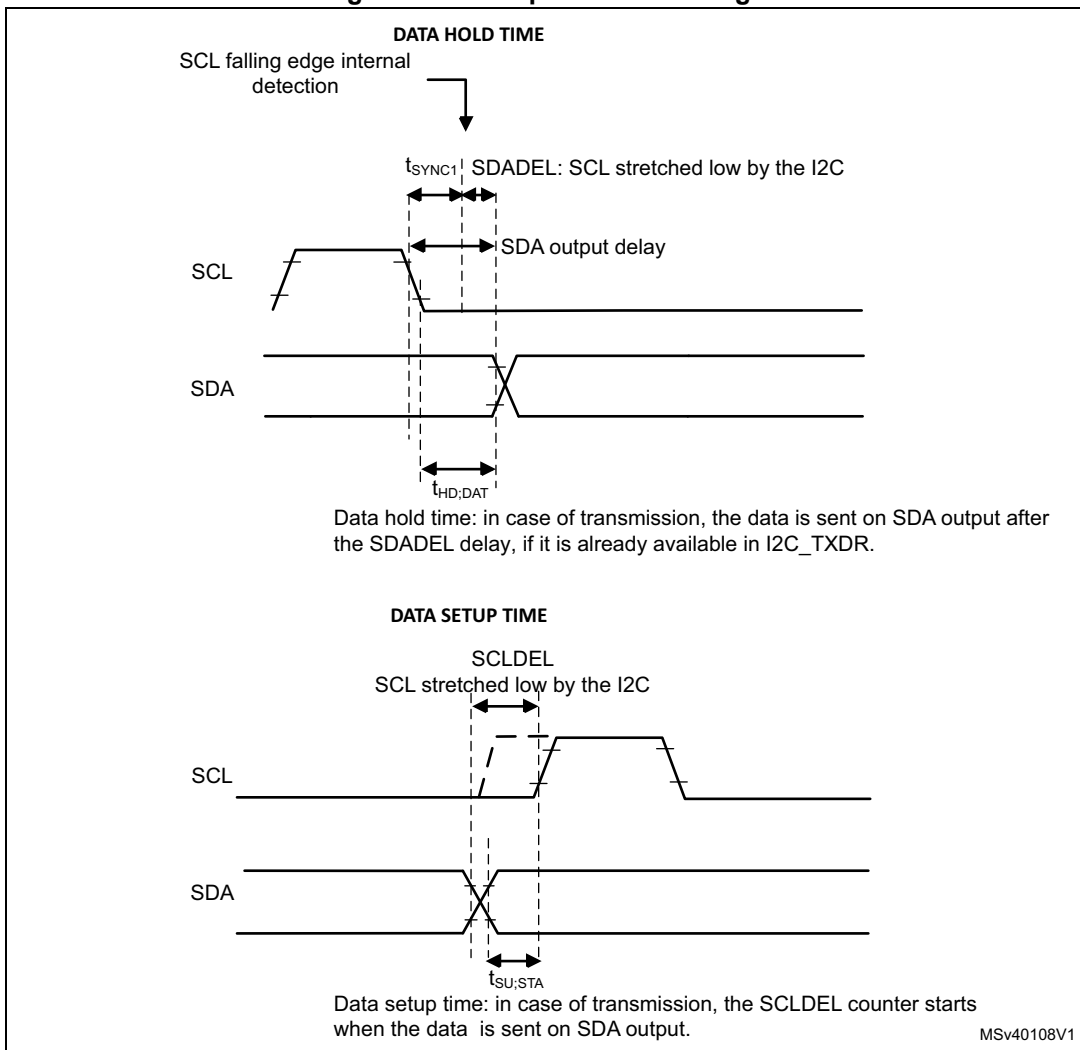 DATA HOLD TIME
SCL falling edge internal
detection
tSYNC1
SDADEL: SCL stretched low by the I2C
SDA output delay
SCL
SDA
tHD;DAT
Data hold time: in case of transmission, the data is sent on SDA output after
the SDADEL delay, if it is already available in I2C_TXDR.
DATA SETUP TIME
SCLDEL
SCL stretched low by the I2C
SCL
SDA
tSU;STA
Data setup time: in case of transmission, the SCLDEL counter starts
when the data is sent on SDA output.
MSv40108V1